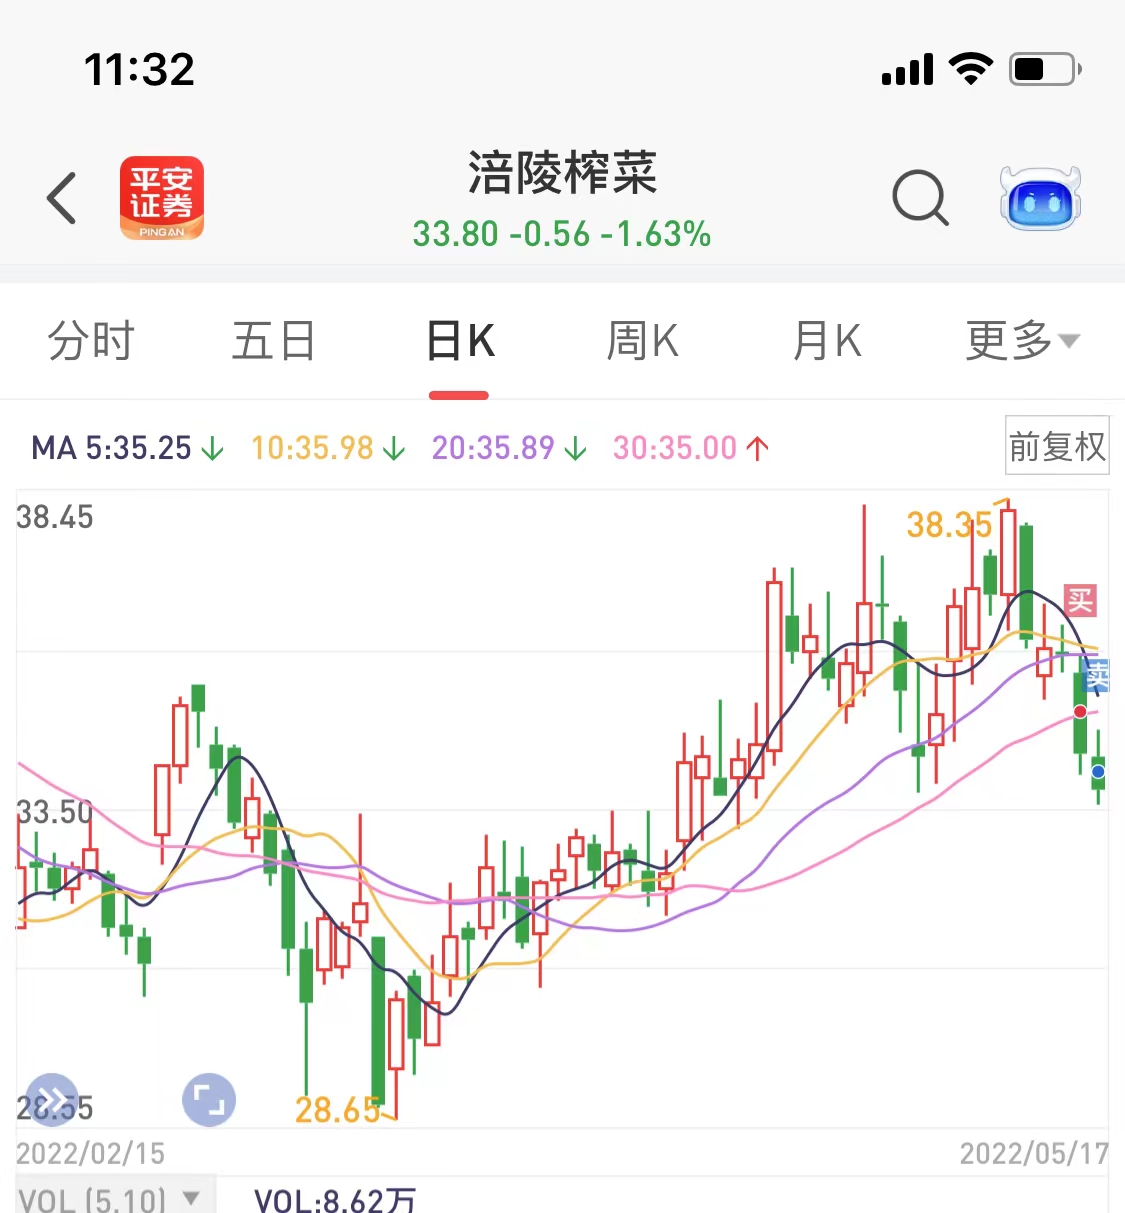 11:32
平安
证券
PINGAN
涪陵榨菜
33.80 -0.56 -1.63%
分时 五日 日K 周K 月K 更多
MA 5:35.25↓ 10:35.98↓ 20:35.89↓ 30:35.00↑ 前复权
38.45
38.35
买
卖
33.50
28.55
28.65
2022/02/15 2022/05/17
VOL (5,10) VOL:8.62万